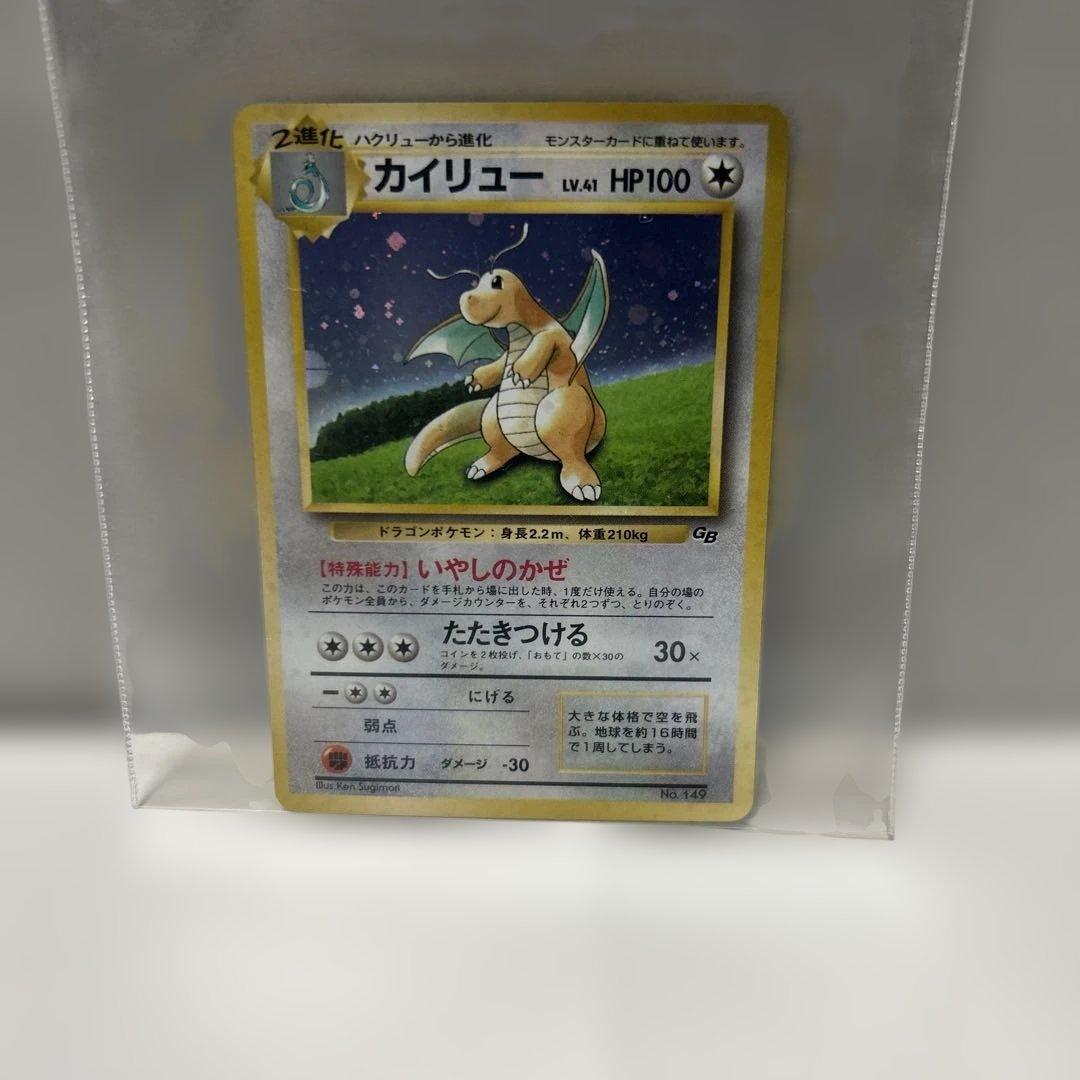 2進化 ハクリューから進化 モンスターカードに重ねて使います。
カイリュー LV.41 HP100
ドラゴンポケモン：身長2.2m、体重210kg GB
【特殊能力】いやしのかぜ
この力は、このカードを手札から場に出した時、1度だけ使える。自分の場の
ポケモン全員から、ダメージカウンターを、それぞれ2つずつ、とりのぞく。
たたきつける 30×
コインを2枚投げ、「おもて」の数×30の
ダメージ。
にげる
弱点
抵抗力 ダメージ -30
大きな体格で空を飛
ぶ。地球を約16時間
で1周してしまう。
Illus. Ken Sugimori No. 149